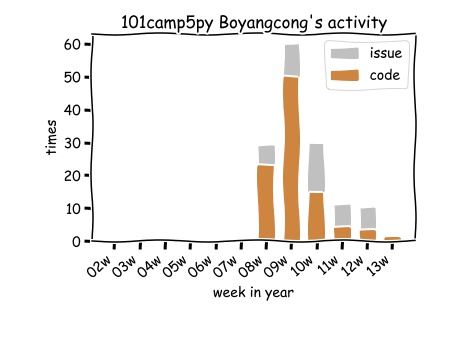 101camp5py Boyangcong's activity
issue
code
times
60
50
40
30
20
10
0
02w 03w 04w 05w 06w 07w 08w 09w 10w 11w 12w 13w
week in year